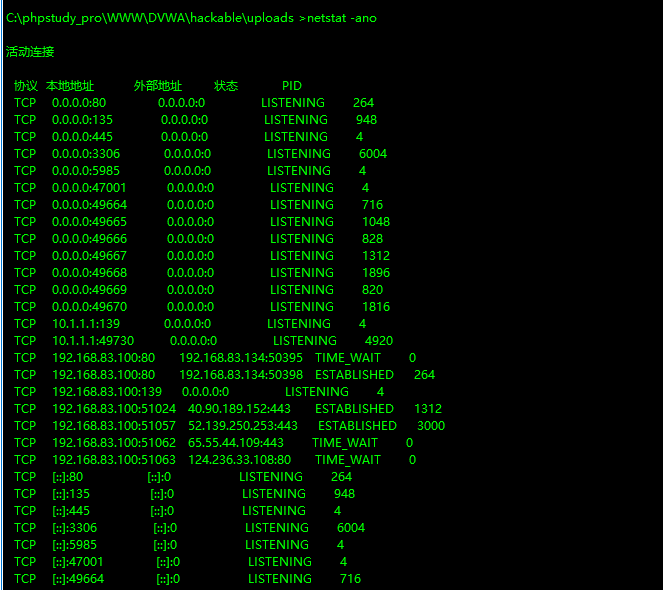 C:\phpstudy_pro\WWW\DVWA\hackable\uploads >netstat -ano
活动连接
协议 本地地址 外部地址 状态 PID
TCP 0.0.0.0:80 0.0.0.0:0 LISTENING 264
TCP 0.0.0.0:135 0.0.0.0:0 LISTENING 948
TCP 0.0.0.0:445 0.0.0.0:0 LISTENING 4
TCP 0.0.0.0:3306 0.0.0.0:0 LISTENING 6004
TCP 0.0.0.0:5985 0.0.0.0:0 LISTENING 4
TCP 0.0.0.0:47001 0.0.0.0:0 LISTENING 4
TCP 0.0.0.0:49664 0.0.0.0:0 LISTENING 716
TCP 0.0.0.0:49665 0.0.0.0:0 LISTENING 1048
TCP 0.0.0.0:49666 0.0.0.0:0 LISTENING 828
TCP 0.0.0.0:49667 0.0.0.0:0 LISTENING 1312
TCP 0.0.0.0:49668 0.0.0.0:0 LISTENING 1896
TCP 0.0.0.0:49669 0.0.0.0:0 LISTENING 820
TCP 0.0.0.0:49670 0.0.0.0:0 LISTENING 1816
TCP 10.1.1.1:139 0.0.0.0:0 LISTENING 4
TCP 10.1.1.1:49730 0.0.0.0:0 LISTENING 4920
TCP 192.168.83.100:80 192.168.83.134:50395 TIME_WAIT 0
TCP 192.168.83.100:80 192.168.83.134:50398 ESTABLISHED 264
TCP 192.168.83.100:139 0.0.0.0:0 LISTENING 4
TCP 192.168.83.100:51024 40.90.189.152:443 ESTABLISHED 1312
TCP 192.168.83.100:51057 52.139.250.253:443 ESTABLISHED 3000
TCP 192.168.83.100:51062 65.55.44.109:443 TIME_WAIT 0
TCP 192.168.83.100:51063 124.236.33.108:80 TIME_WAIT 0
TCP [::]:80 [::]:0 LISTENING 264
TCP [::]:135 [::]:0 LISTENING 948
TCP [::]:445 [::]:0 LISTENING 4
TCP [::]:3306 [::]:0 LISTENING 6004
TCP [::]:5985 [::]:0 LISTENING 4
TCP [::]:47001 [::]:0 LISTENING 4
TCP [::]:49664 [::]:0 LISTENING 716